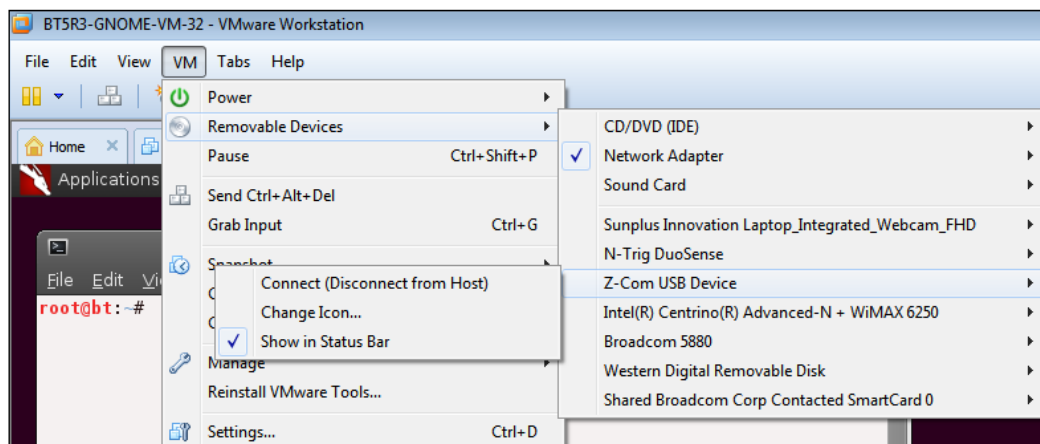 BT5R3-GNOME-VM-32 - VMware Workstation
File Edit View VM Tabs Help
Power
Removable Devices
Pause Ctrl+Shift+P
Send Ctrl+Alt+Del
Grab Input Ctrl+G
Snapshot
Manage
Reinstall VMware Tools...
Settings... Ctrl+D
CD/DVD (IDE)
Network Adapter
Sound Card
Sunplus Innovation Laptop_Integrated_Webcam_FHD
N-Trig DuoSense
Z-Com USB Device
Intel(R) Centrino(R) Advanced-N + WiMAX 6250
Broadcom 5880
Western Digital Removable Disk
Shared Broadcom Corp Contacted SmartCard 0
Connect (Disconnect from Host)
Change Icon...
Show in Status Bar
Home
Applications
File Edit
root@bt:~#